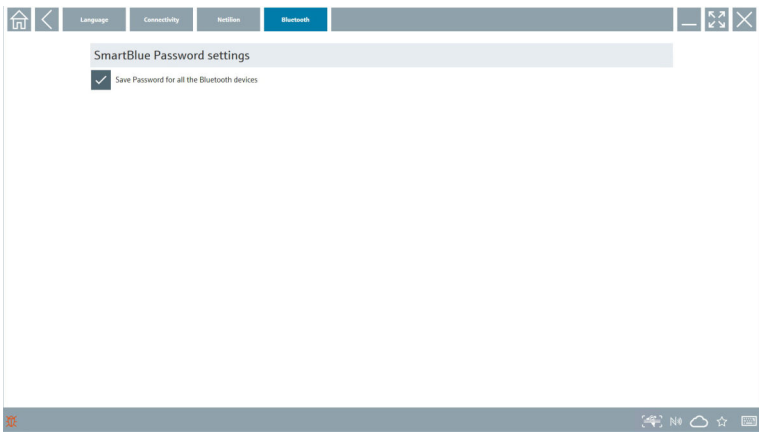 Language Connectivity Netilion Bluetooth
SmartBlue Password settings
Save Password for all the Bluetooth devices